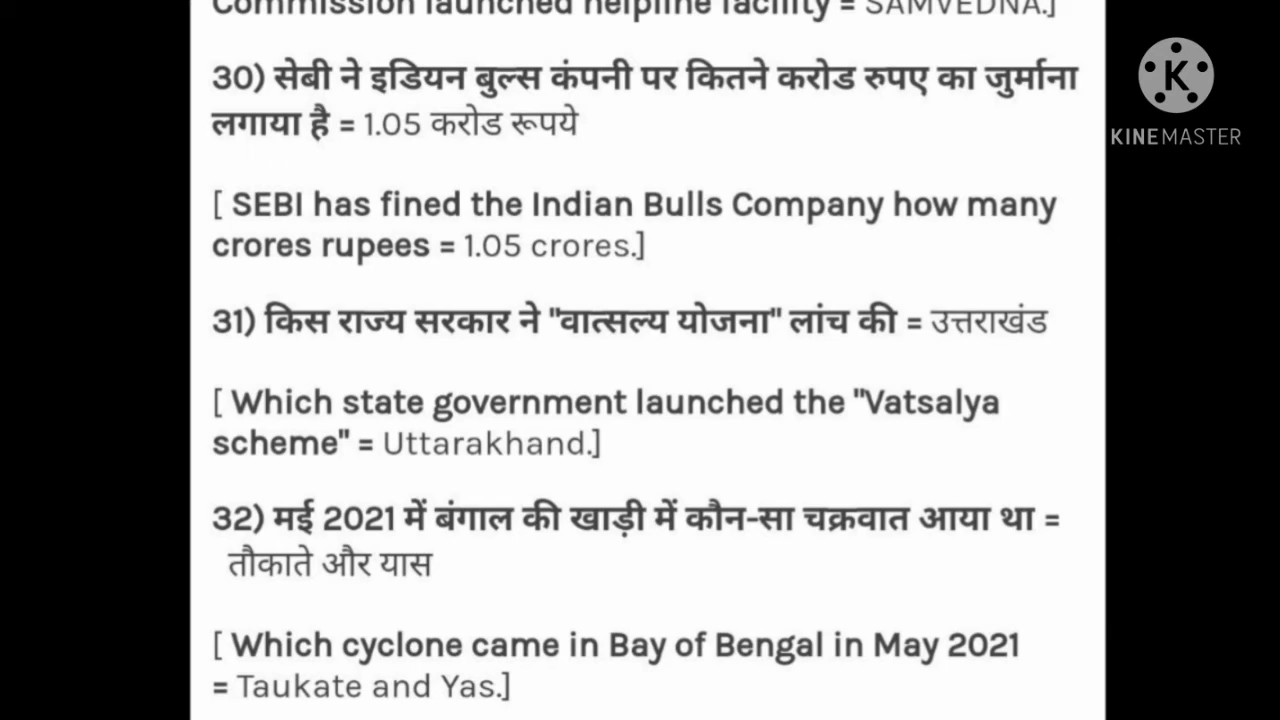 Commission launched helpline facility = SAMVEDNA.]
30) सेबी ने इडियन बुल्स कंपनी पर कितने करोड रुपए का जुर्माना
लगाया है = 1.05 करोड रूपये
[ SEBI has fined the Indian Bulls Company how many
crores rupees = 1.05 crores.]
31) किस राज्य सरकार ने "वात्सल्य योजना" लांच की = उत्तराखंड
[ Which state government launched the "Vatsalya
scheme" = Uttarakhand.]
32) मई 2021 में बंगाल की खाड़ी में कौन-सा चक्रवात आया था =
तौकाते और यास
[ Which cyclone came in Bay of Bengal in May 2021
= Taukate and Yas.]
K
KINEMASTER